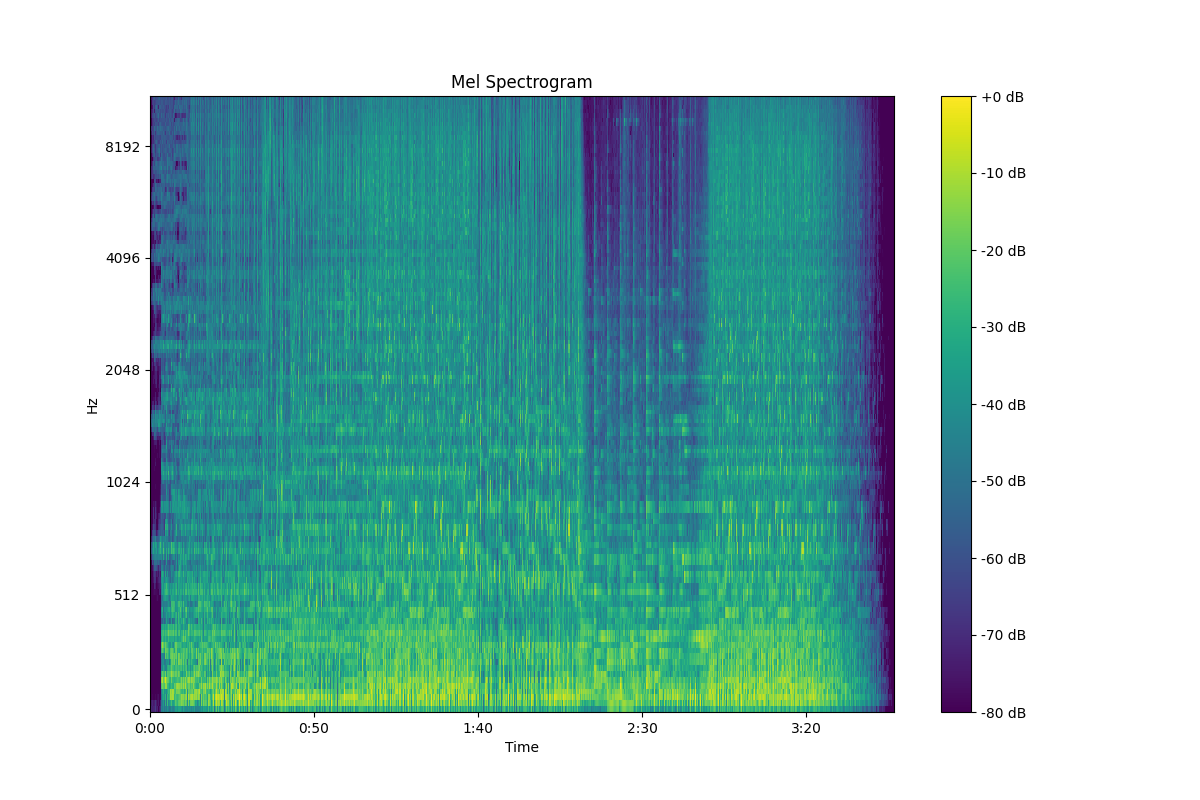 Mel Spectrogram
Hz
8192
4096
2048
1024
512
0
0:00
0:50
1:40
2:30
3:20
Time
+0 dB
-10 dB
-20 dB
-30 dB
-40 dB
-50 dB
-60 dB
-70 dB
-80 dB